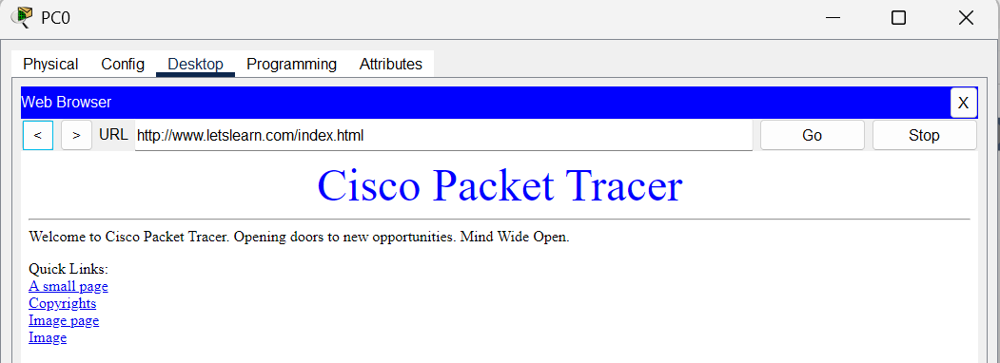 PC0
Physical Config Desktop Programming Attributes
Web Browser X
< > URL http://www.letslearn.com/index.html Go Stop
Cisco Packet Tracer
Welcome to Cisco Packet Tracer. Opening doors to new opportunities. Mind Wide Open.
Quick Links:
A small page
Copyrights
Image page
Image